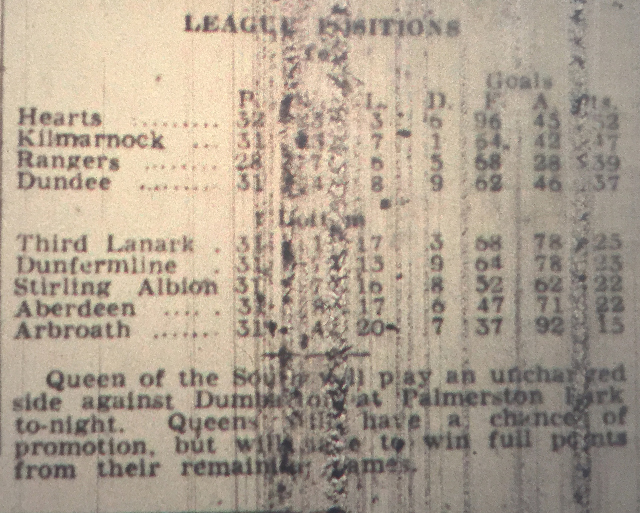 LEAGUE POSITIONS
Goals
P. L. D. F. A. Pts.
Hearts ......... 32 3 6 96 45 52
Kilmarnock ... 31 7 1 64 42 47
Rangers ........ 28 6 5 68 28 39
Dundee ........ 31 8 9 62 46 37
Bottom
Third Lanark . 31 17 3 68 78 25
Dunfermline . 31 9 64 78 23
Stirling Albion 31 7 16 8 52 62 22
Aberdeen .... . 31 8 17 6 47 71 22
Arbroath ....... 31 4 20 7 37 92 15
Queen of the South will play an unchanged
side against Dumbarton at Palmerston Park
to-night. Queens still have a chance of
promotion, but will have to win full points
from their remaining games.